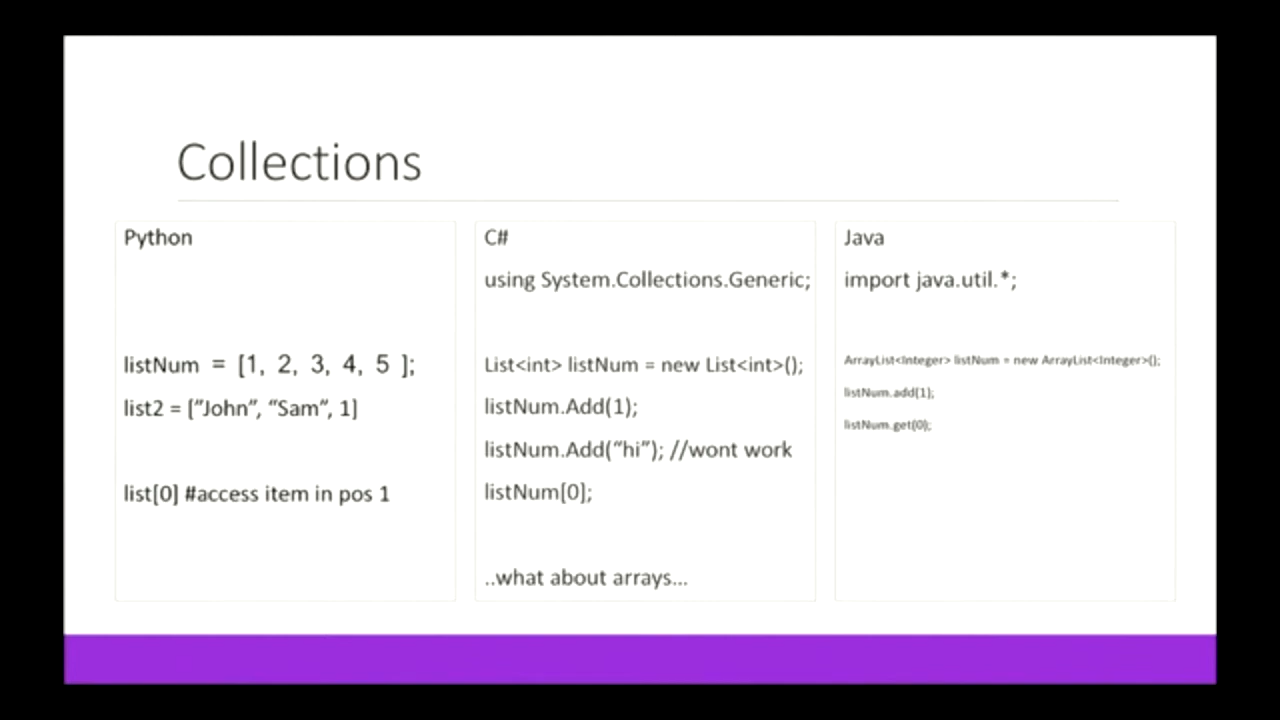 Collections
Python
listNum = [1, 2, 3, 4, 5 ];
list2 = [”John”, “Sam”, 1]
list[0] #access item in pos 1
C#
using System.Collections.Generic;
List<int> listNum = new List<int>();
listNum.Add(1);
listNum.Add(“hi”); //wont work
listNum[0];
..what about arrays...
Java
import java.util.*;
ArrayList<Integer> listNum = new ArrayList<Integer>();
listNum.add(1);
listNum.get(0);